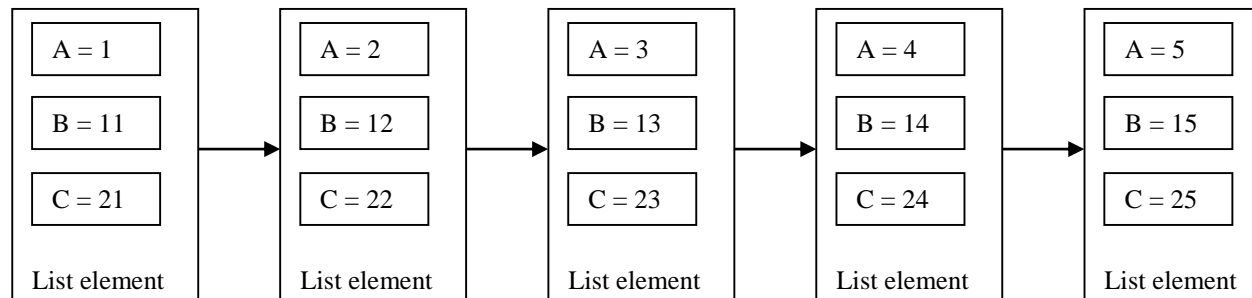 A = 1
B = 11
C = 21
List element
A = 2
B = 12
C = 22
List element
A = 3
B = 13
C = 23
List element
A = 4
B = 14
C = 24
List element
A = 5
B = 15
C = 25
List element